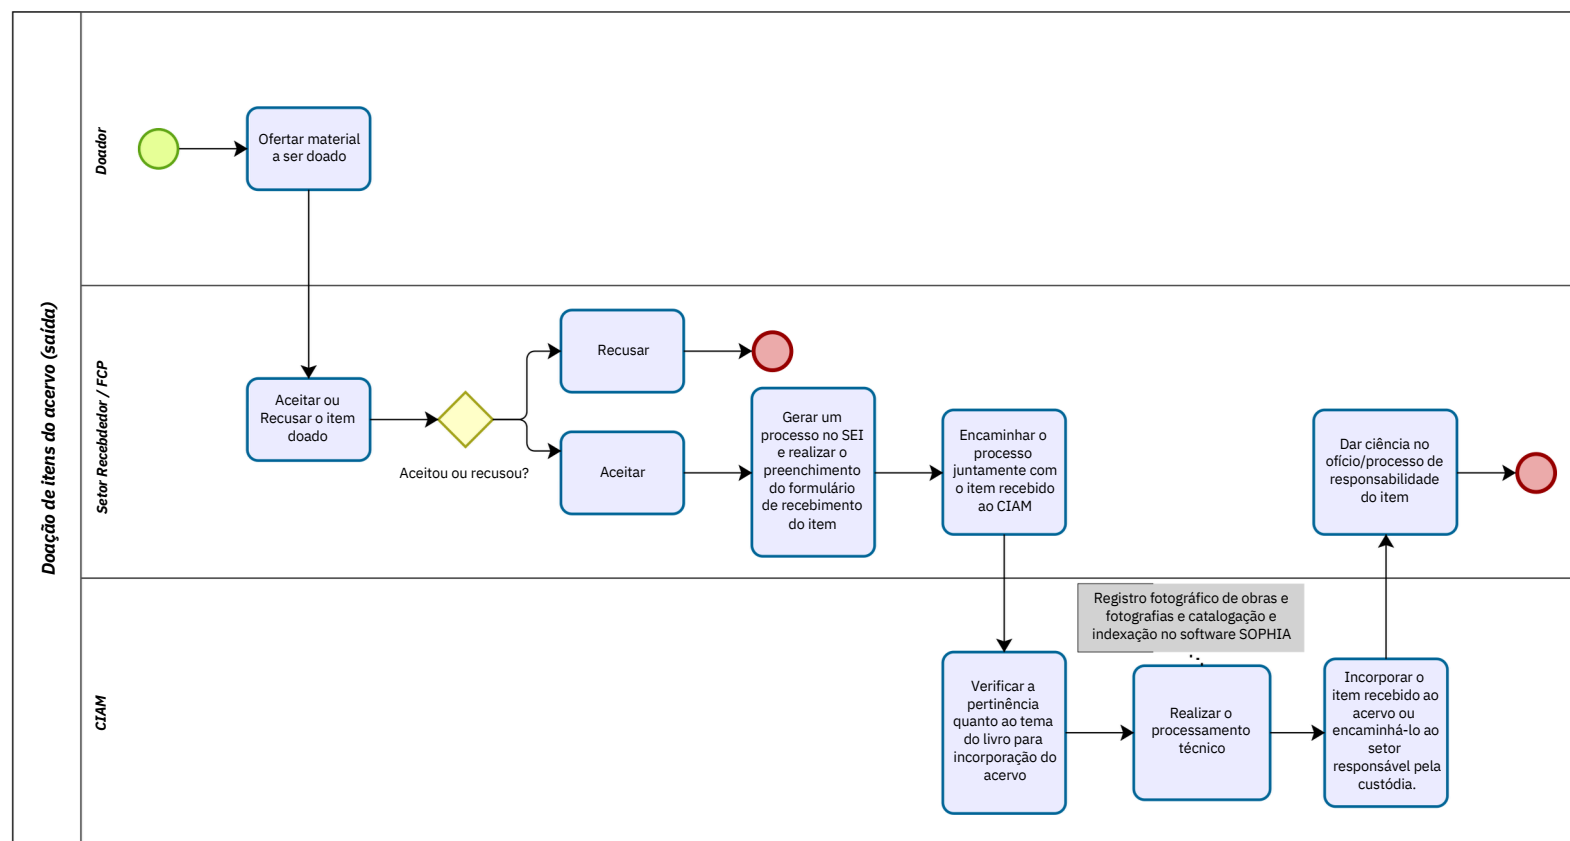 Doação de itens do acervo (saída)
Doador
Ofertar material
a ser doado
Setor Recebdedor / FCP
Aceitar ou
Recusar o item
doado
Aceitou ou recusou?
Recusar
Aceitar
Gerar um
processo no SEI
e realizar o
preenchimento
do formulário
de recebimento
do item
Encaminhar o
processo
juntamente com
o item recebido
ao CIAM
Dar ciência no
ofício/processo de
responsabilidade
do item
CIAM
Verificar a
pertinência
quanto ao tema
do livro para
incorporação do
acervo
Registro fotográfico de obras e
fotografias e catalogação e
indexação no software SOPHIA
Realizar o
processamento
técnico
Incorporar o
item recebido ao
acervo ou
encaminhá-lo ao
setor
responsável pela
custódia.